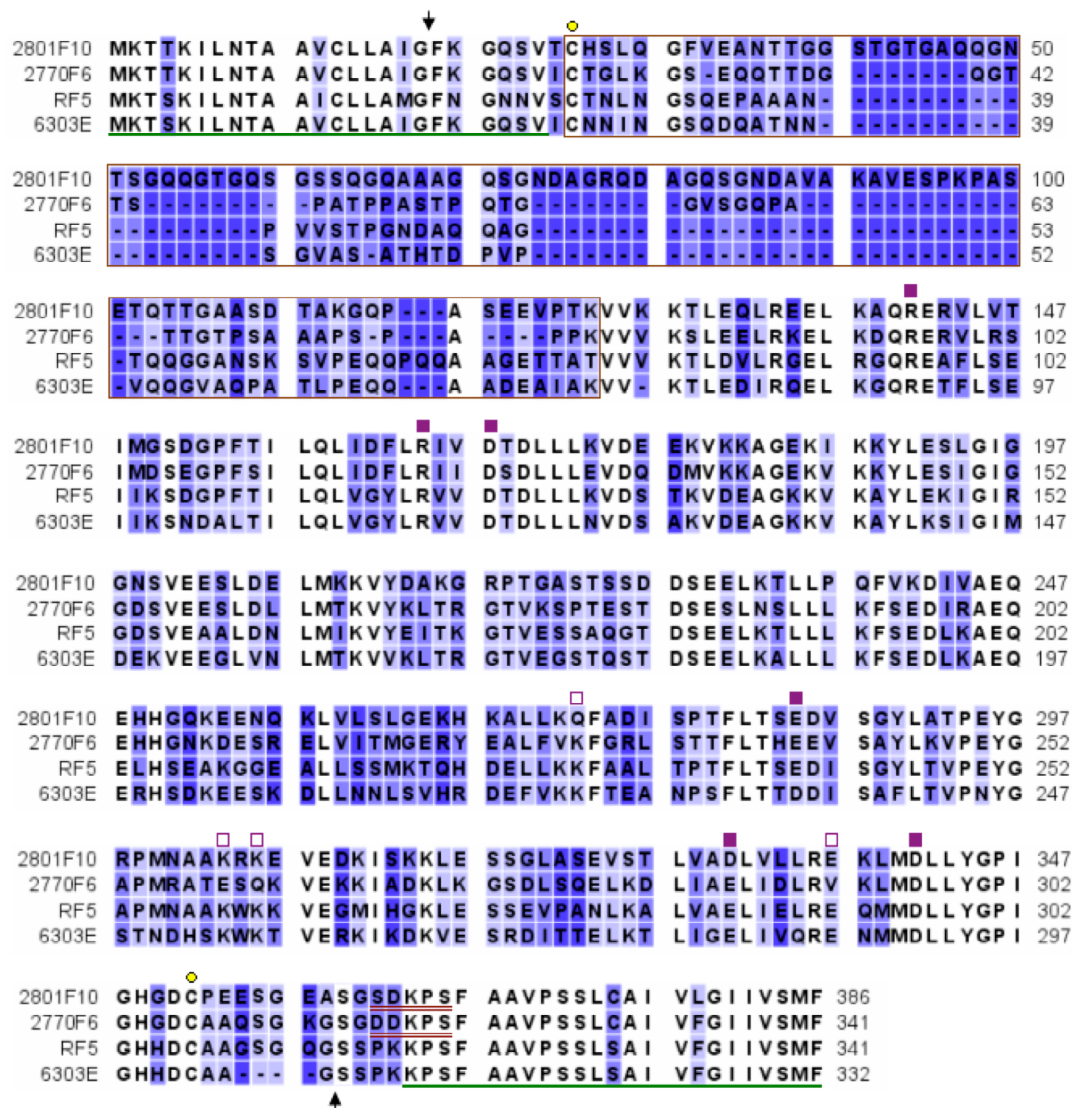 2801F10 MKTTKILNTA AVCLLAIGFK GQSVTCHSLQ GFVEANTTGG STGTGAQQGN 50
2770F6 MKTTKILNTA AVCLLAIGFK GQSVICTGLK GS-EQQTTDG -------QGT 42
RF5 MKTSKILNTA AICLLAMGFN GNNVSCTNLN GSQEPAAAN- ---------- 39
6303E MKTSKILNTA AVCLLAIGFK GQSVICNNIN GSQDQATNN- ---------- 39
2801F10 TSGQQGTGQS GSSQGQAAAG QSGNDAGRQD AGQSGNDAVA KAVESPKPAS 100
2770F6 TS-------- -PATPPASTP QTG------- --GVSGQPA- ---------- 63
RF5 ---------P VVSTPGNDAQ QAG------- ---------- ---------- 53
6303E ---------S GVAS-ATHTD PVP------- ---------- ---------- 52
2801F10 ETQTTGAASD TAKGQP---A SEEVPTKVVV KTLEQLREEL KAQRERVLVT 147
2770F6 ---TTGTPSA AAPS-P---A ----PPKVVV KSLEELRKEL KDQRERVLRS 102
RF5 -TQQGGANSK SVPEQQPQQA AGETTATVVV KTLDVLRGEL RGQREAFLSE 102
6303E -VQQGVAQPA TLPEQQ---A ADEAIAKVV- KTLEDIRQEL KGQRETFLSE 97
2801F10 IMGSDGPFTI LQLIDFLRIV DTDLLLKVDE EKVKKAGEKI KKYLESLGIG 197
2770F6 IMDSEGPFSI LQLIDFLRII DSDLLLEVDQ DMVKKAGEKV KKYLESIGIG 152
RF5 IIKSDGPFTI LQLVGYLRVV DTDLLLKVDS TKVDEAGKKV KAYLEKIGIR 152
6303E IIKSNDALTI LQLVGYLRVV DTDLLLNVDS AKVDEAGKKV KAYLKSIGIM 147
2801F10 GNSVEESLDE LMKKVYDAKG RPTGASTSSD DSEELKTLLP QFVKDIVAEQ 247
2770F6 GDSVEESLDL LMTKVYKLTR GTVKSPTEST DSESLNSLLL KFSEDIRAEQ 202
RF5 GDSVEAALDN LMIKVYEITK GTVESSAQGT DSEELKTLLL KFSEDLKAEQ 202
6303E DEKVEEGLVN LMTKVVKLTR GTVEGSTQST DSEELKALLL KFSEDLKAEQ 197
2801F10 EHHGQKEENQ KLVLSLGEKH KALLKQFADI SPTFLTSEDV SGYLATPEYG 297
2770F6 EHHGNKDESR ELVITMGERY EALFVKFGRL STTFLTHEEV SAYLKVPEYG 252
RF5 ELHSEAKGGE ALLSSMKTQH DELLKKFAAL TPTFLTSEDI SGYLTVPEYG 252
6303E ERHSDKEESK DLLNNLSVHR DEFVKKFTEA NPSFLTTDDI SAFLTVPNYG 247
2801F10 RPMNAAKRKE VEDKISKKLE SSGLASEVST LVADLVLLRE KLMDLLYGPI 347
2770F6 APMRATESQK VEKKIADKLK GSDLSQELKD LIAELIDLRV KLMDLLYGPI 302
RF5 APMNAAKWKK VEGMIHGKLE SSEVPANLKA LVAELIELRE QMMDLLYGPI 302
6303E STNDHSKWKT VERKIKDKVE SRDITTELKT LIGELIVQRE NMMDLLYGPI 297
2801F10 GHGDCPEESG EASGSDKPSF AAVPSSLCAI VLGIIVSMF 386
2770F6 GHGDCAAQSG KGSGDDKPSF AAVPSSLCAI VFGIIVSMF 341
RF5 GHHDCAAGSG QGSSPKKPSF AAVPSSLSAI VFGIIVSMF 341
6303E GHHDCAA--- -GSSPKKPSF AAVPSSLSAI VFGIIVSMF 332